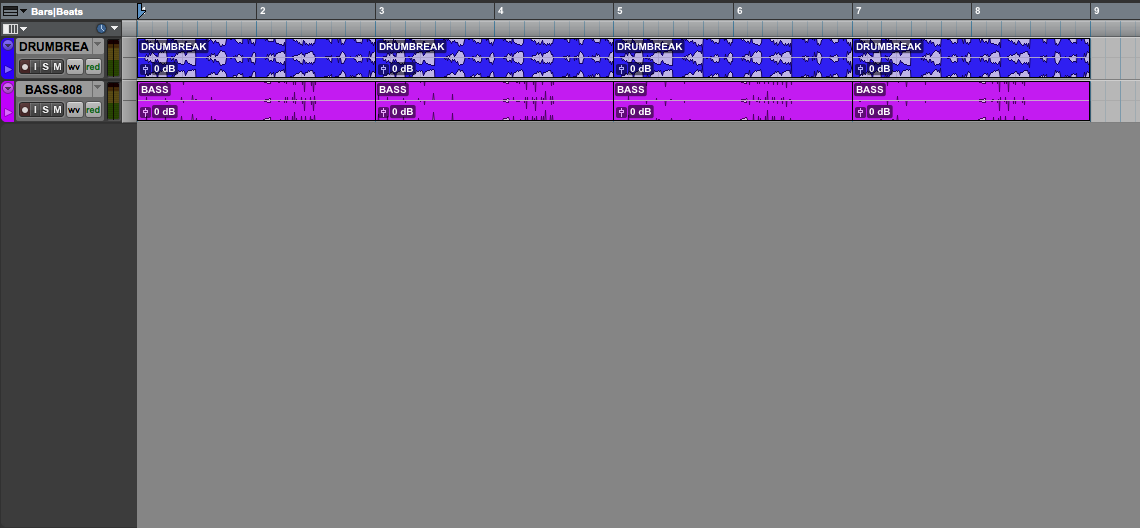 Bars|Beats 2 3 4 5 6 7 8 9
DRUMBREA DRUMBREAK DRUMBREAK DRUMBREAK DRUMBREAK
I S M wv red 0 dB 0 dB 0 dB 0 dB
BASS-808 BASS BASS BASS BASS
I S M wv red 0 dB 0 dB 0 dB 0 dB